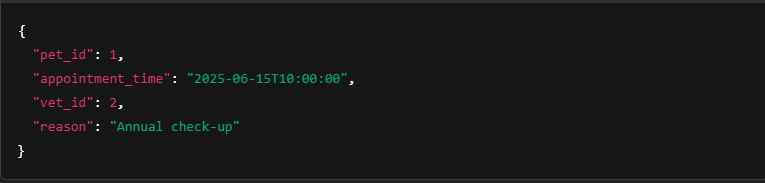 {
  "pet_id": 1,
  "appointment_time": "2025-06-15T10:00:00",
  "vet_id": 2,
  "reason": "Annual check-up"
}